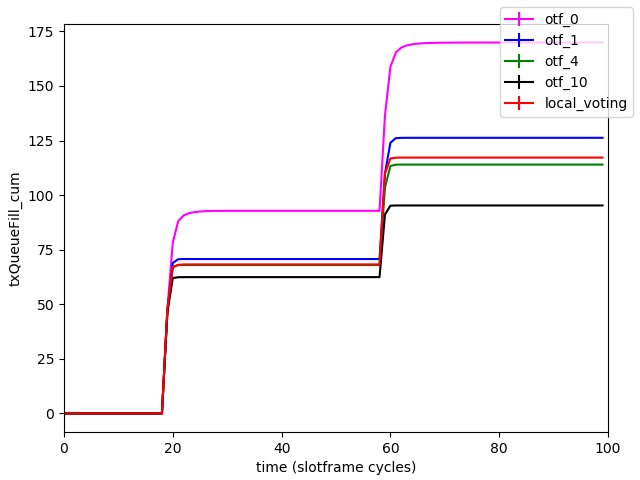 otf_0
otf_1
otf_4
otf_10
local_voting
175
150
125
100
75
50
25
0
txQueueFill_cum
0 20 40 60 80 100
time (slotframe cycles)